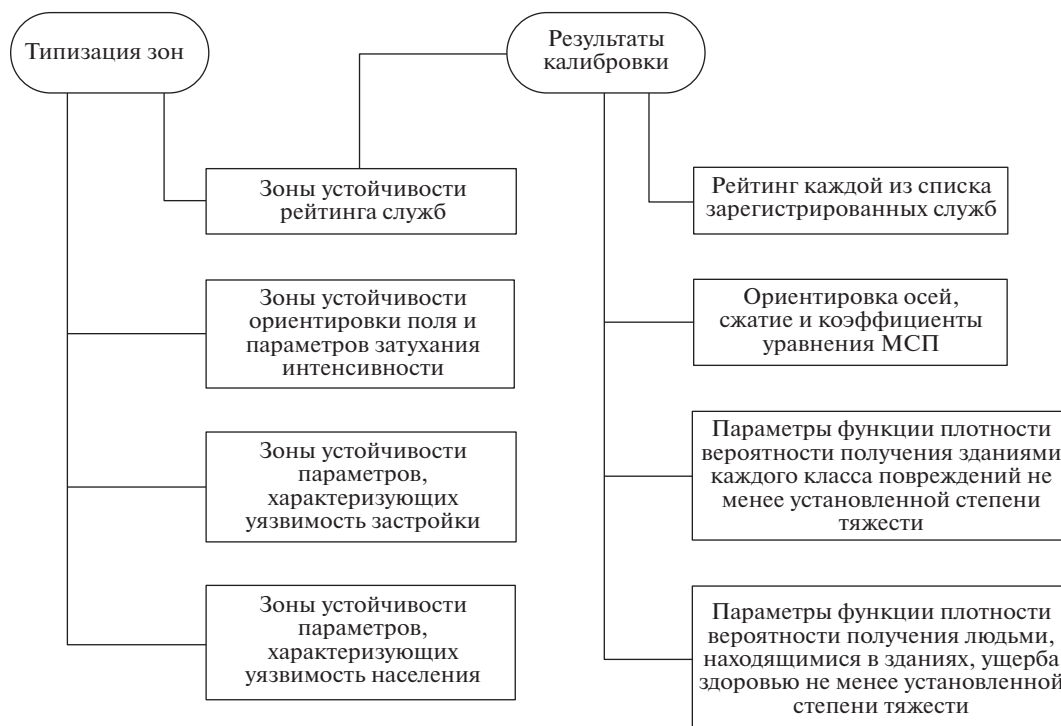 Типизация зон
Результаты
калибровки
Зоны устойчивости
рейтинга служб
Рейтинг каждой из списка
зарегистрированных служб
Зоны устойчивости
ориентировки поля и
параметров затухания
интенсивности
Ориентировка осей,
сжатие и коэффициенты
уравнения МСП
Зоны устойчивости
параметров,
характеризующих
уязвимость застройки
Параметры функции плотности
вероятности получения зданиями
каждого класса повреждений не
менее установленной степени
тяжести
Зоны устойчивости
параметров,
характеризующих
уязвимость населения
Параметры функции плотности
вероятности получения людьми,
находящимися в зданиях, ущерба
здоровью не менее установленной
степени тяжести